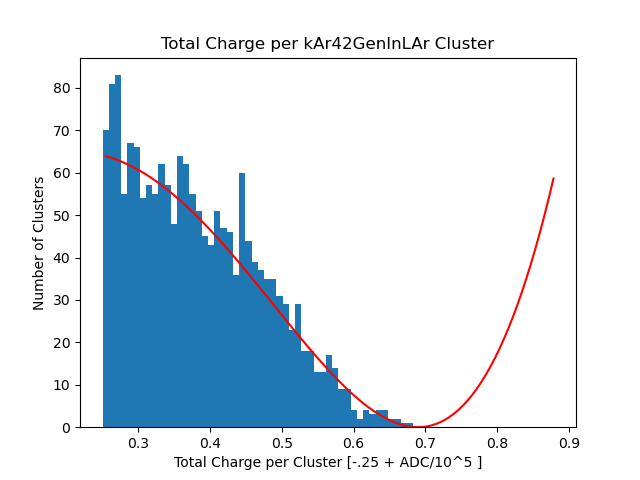 Total Charge per kAr42GenInLAr Cluster
Number of Clusters
80
70
60
50
40
30
20
10
0
0.3 0.4 0.5 0.6 0.7 0.8 0.9
Total Charge per Cluster [-.25 + ADC/10^5 ]